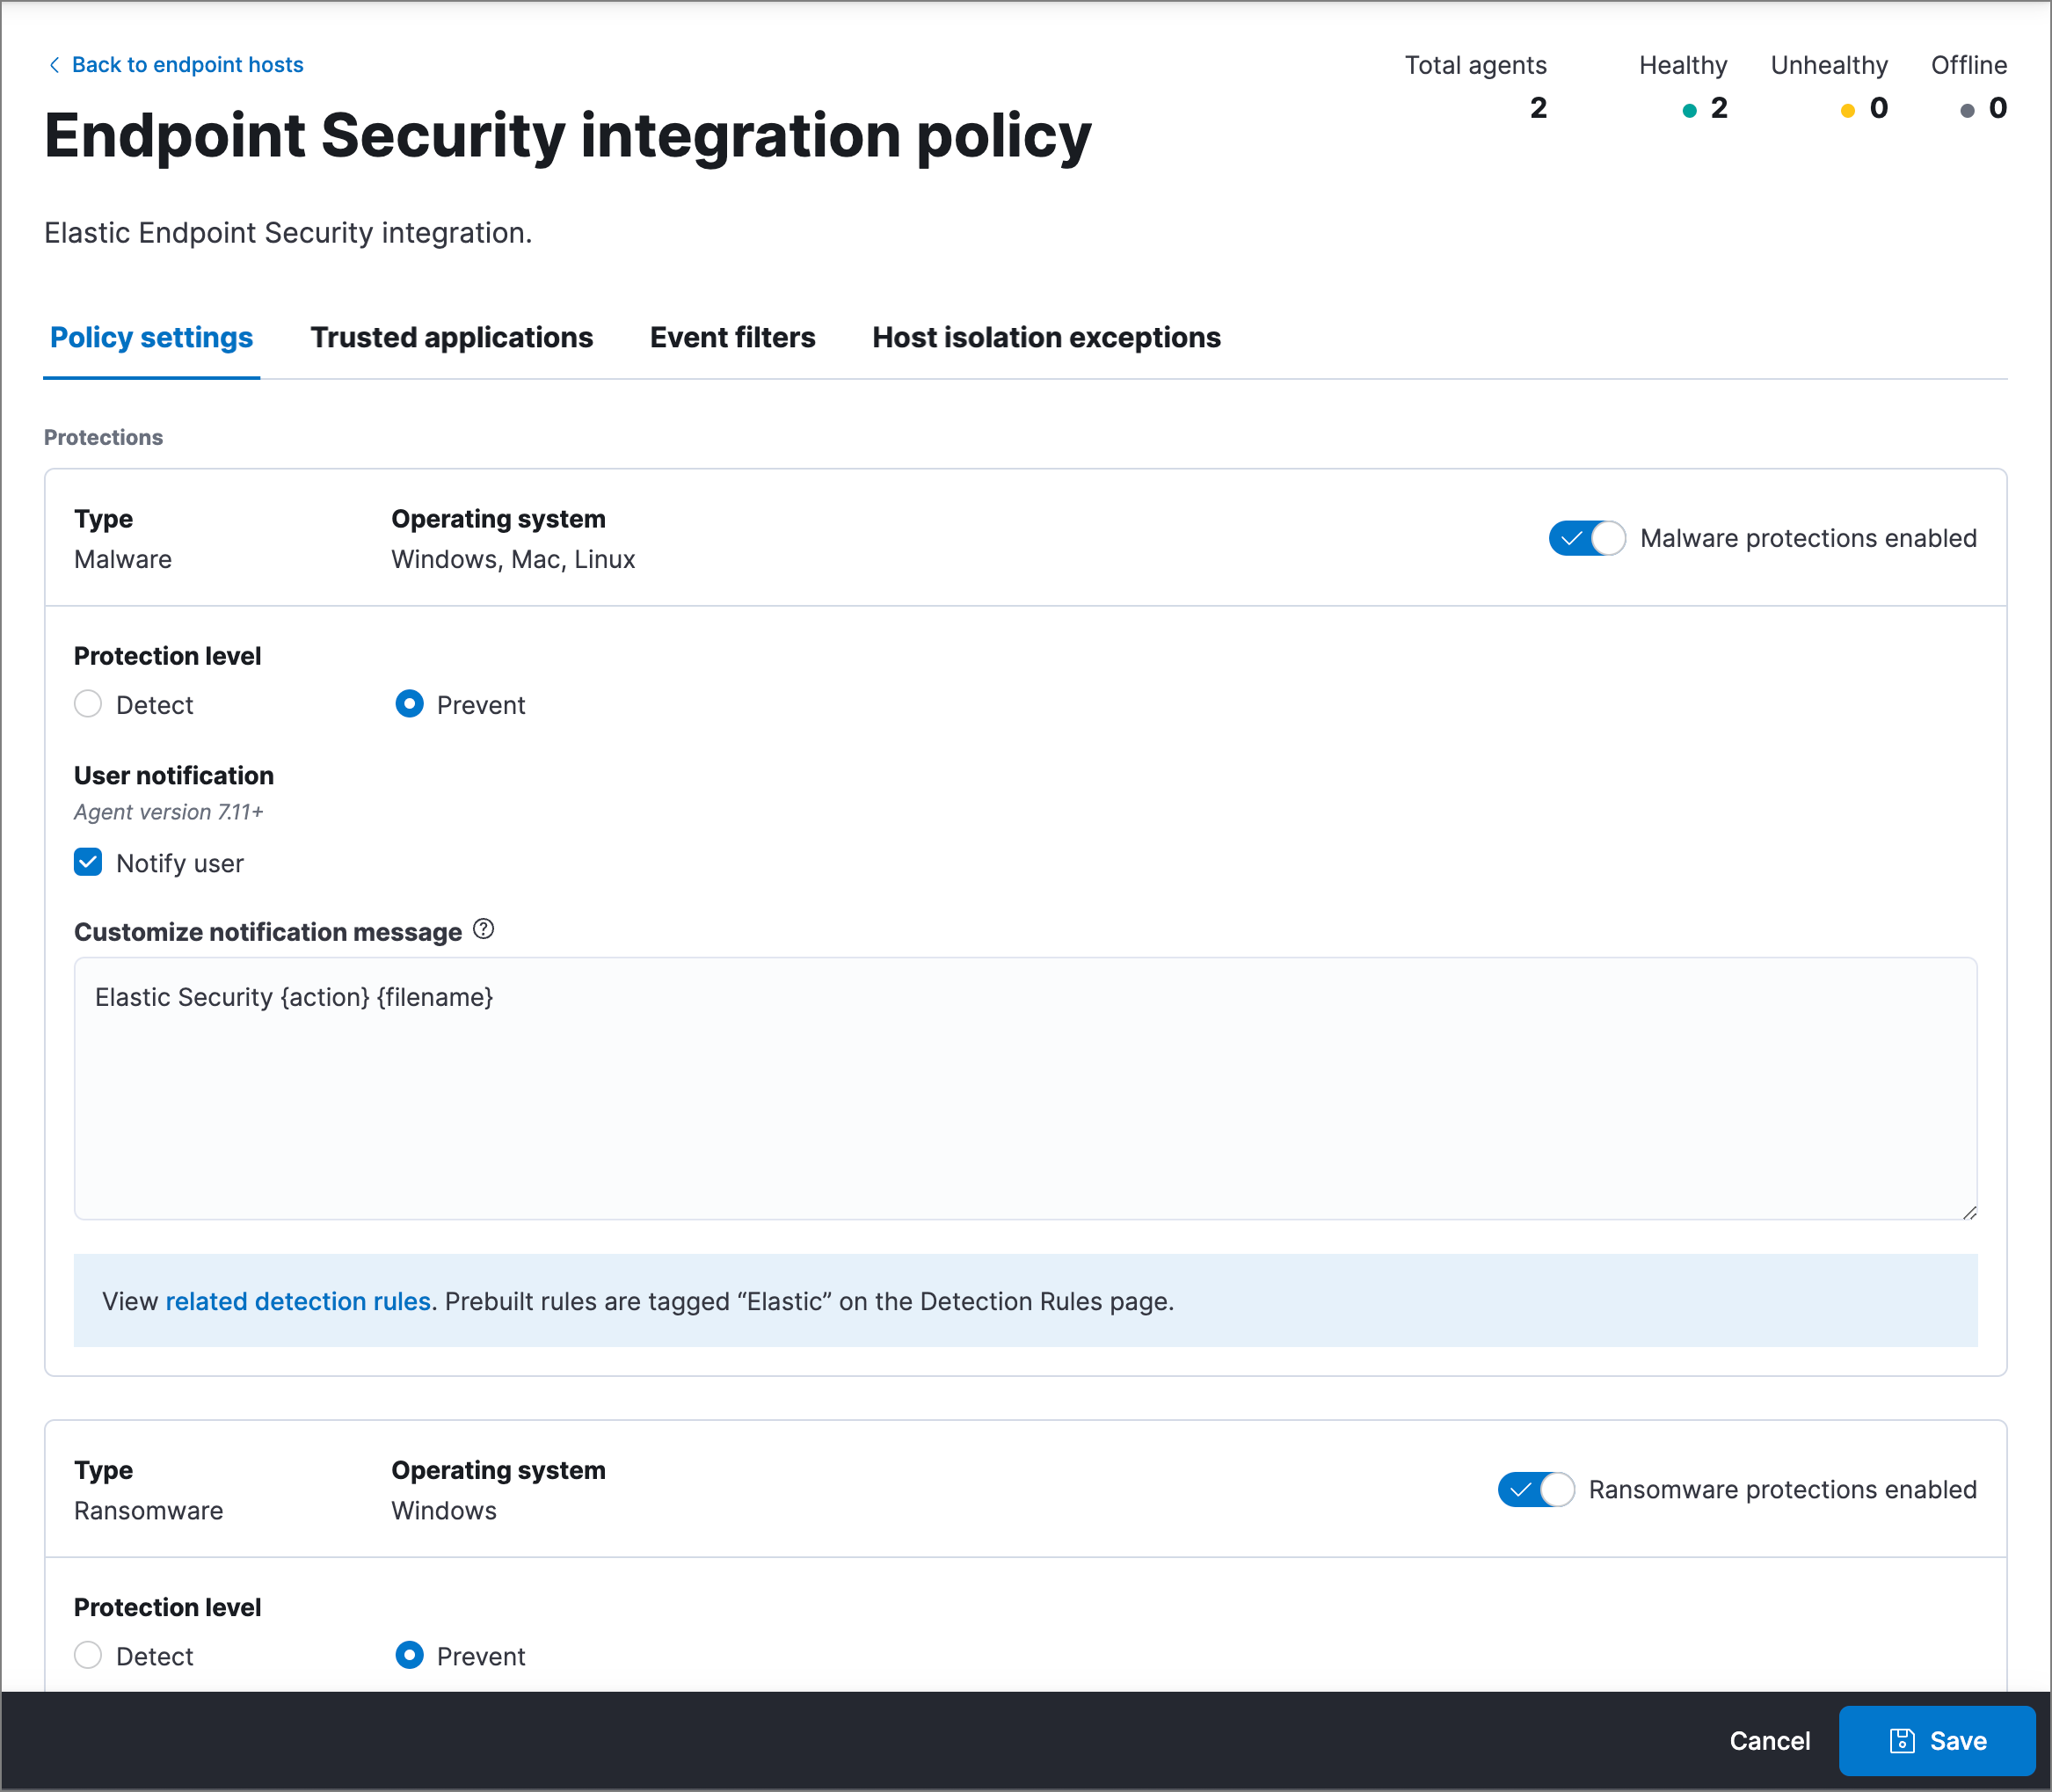 Back to endpoint hosts
Total agents Healthy Unhealthy Offline
2 2 0 0
Endpoint Security integration policy
Elastic Endpoint Security integration.
Policy settings Trusted applications Event filters Host isolation exceptions
Protections
Type Operating system
Malware Windows, Mac, Linux
Malware protections enabled
Protection level
Detect Prevent
User notification
Agent version 7.11+
Notify user
Customize notification message
Elastic Security {action} {filename}
View related detection rules. Prebuilt rules are tagged “Elastic” on the Detection Rules page.
Type Operating system
Ransomware Windows
Ransomware protections enabled
Protection level
Detect Prevent
Cancel Save